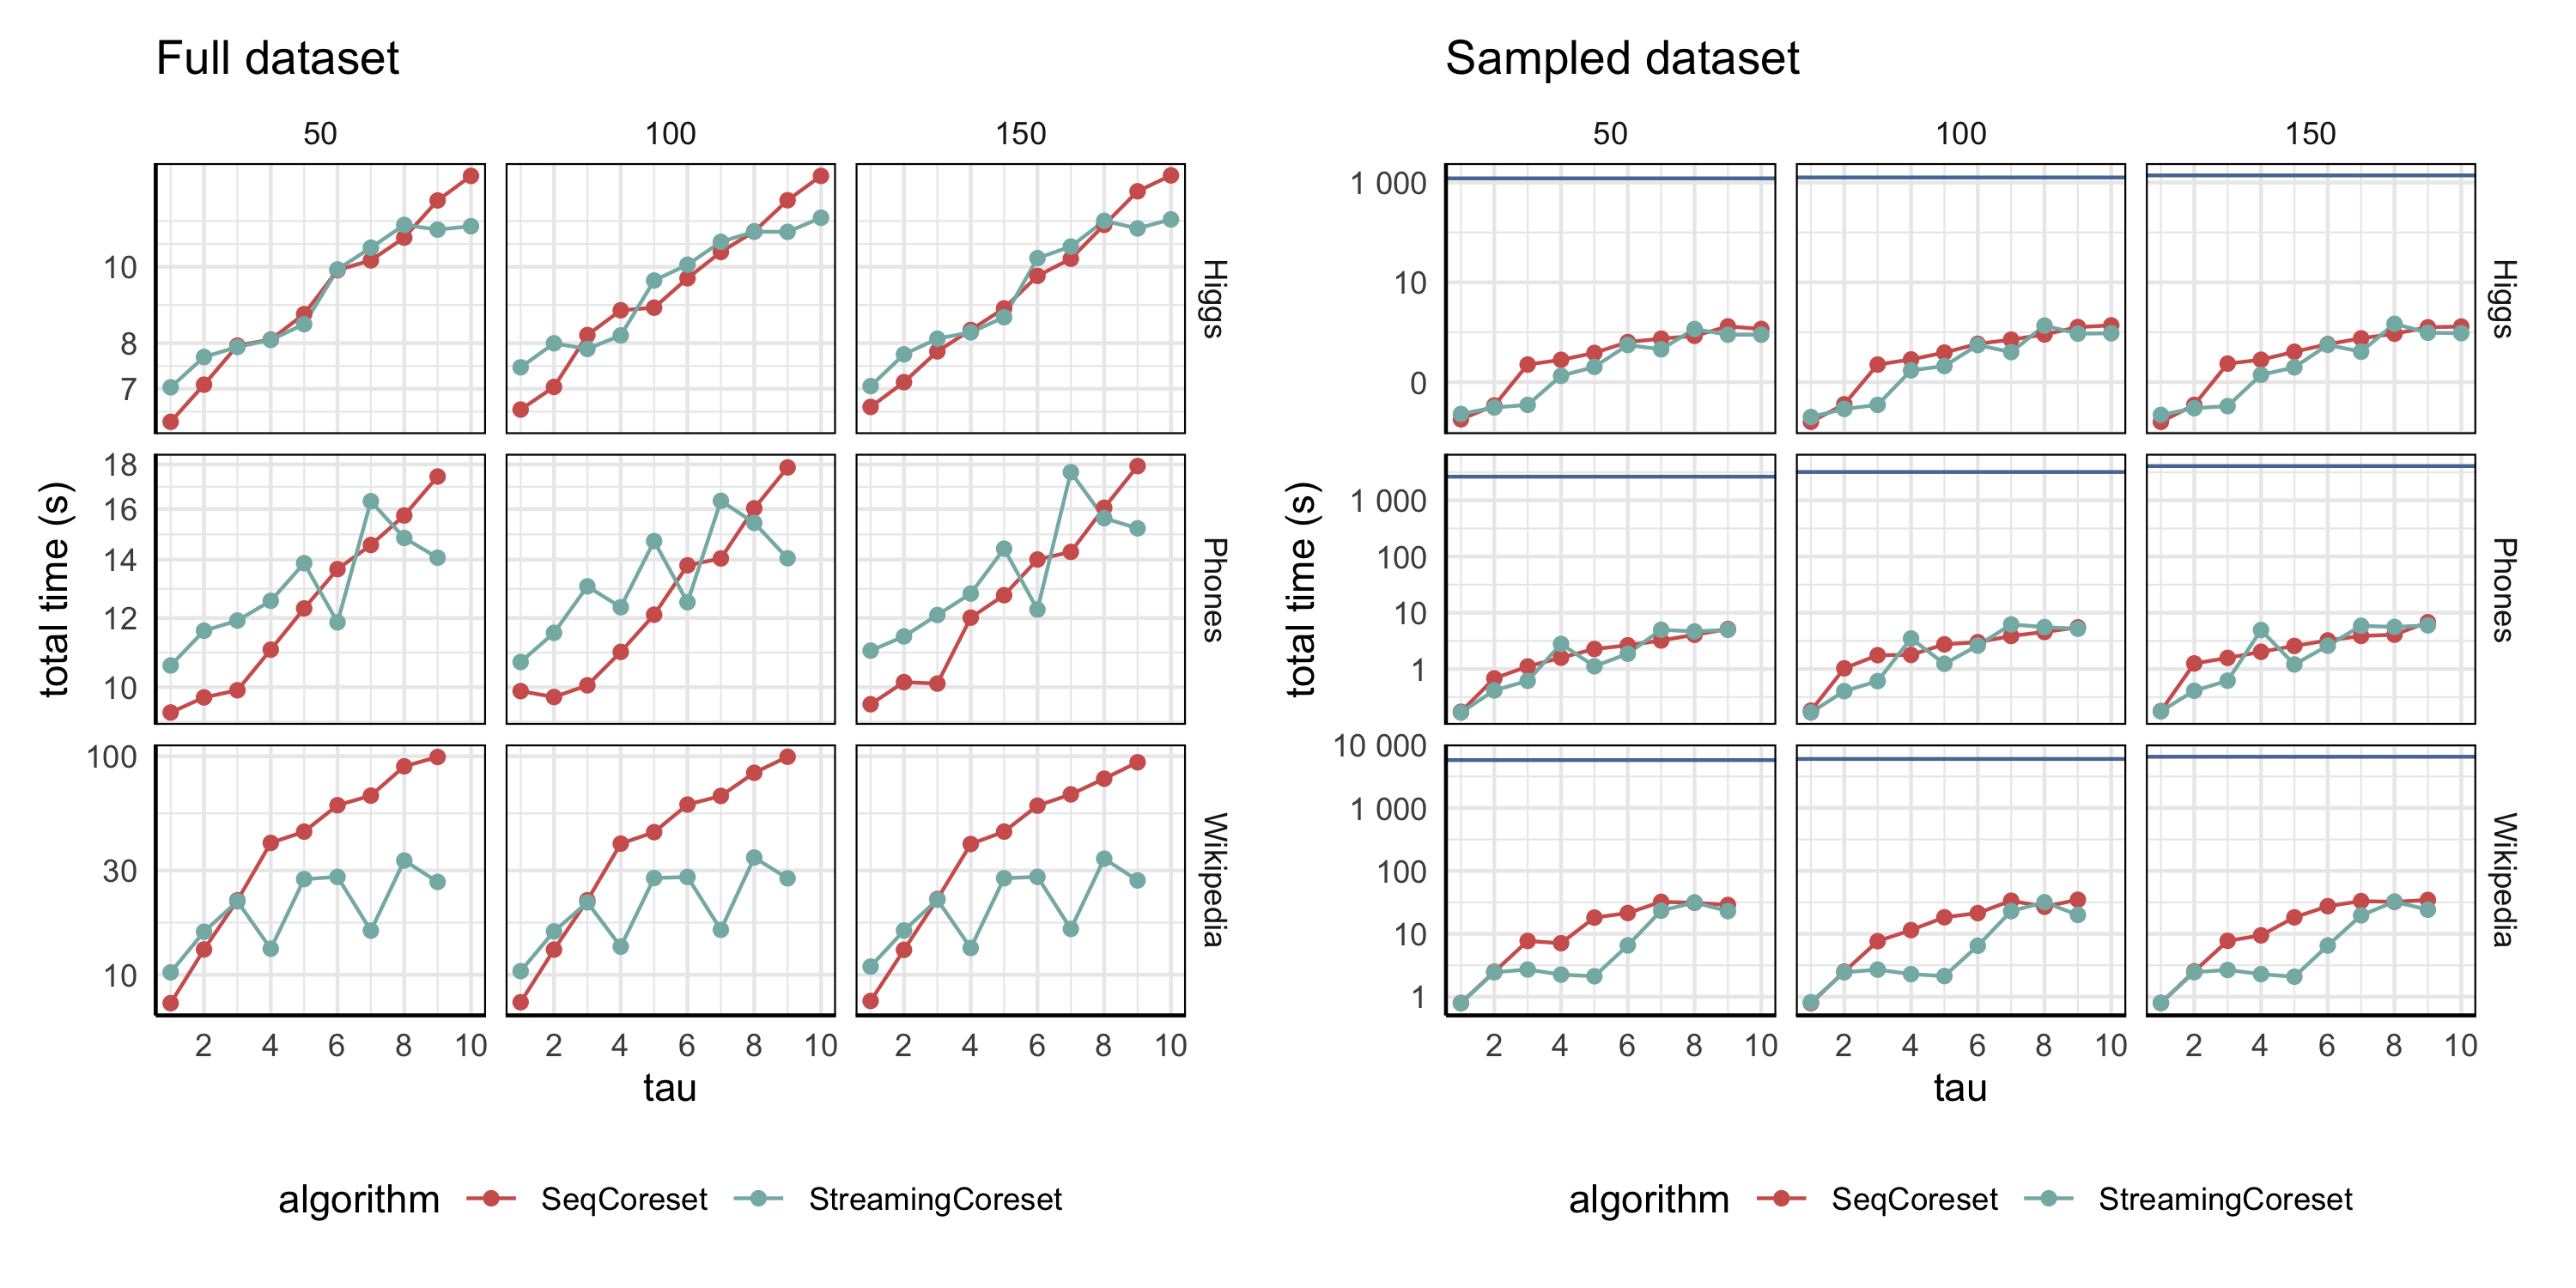 Full dataset
50 100 150
10
8
7
Higgs
18
16
14
12
10
Phones
100
30
10
Wikipedia
total time (s)
2 4 6 8 10 2 4 6 8 10 2 4 6 8 10
tau
algorithm SeqCoreset StreamingCoreset
Sampled dataset
50 100 150
1 000
10
0
Higgs
1 000
100
10
1
Phones
10 000
1 000
100
10
1
Wikipedia
total time (s)
2 4 6 8 10 2 4 6 8 10 2 4 6 8 10
tau
algorithm SeqCoreset StreamingCoreset